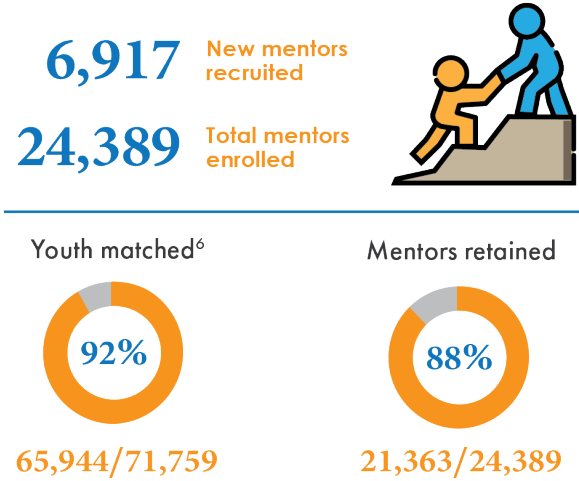 6,917
New mentors
recruited
24,389
Total mentors
enrolled
Youth matched⁶
Mentors retained
92%
88%
65,944/71,759
21,363/24,389